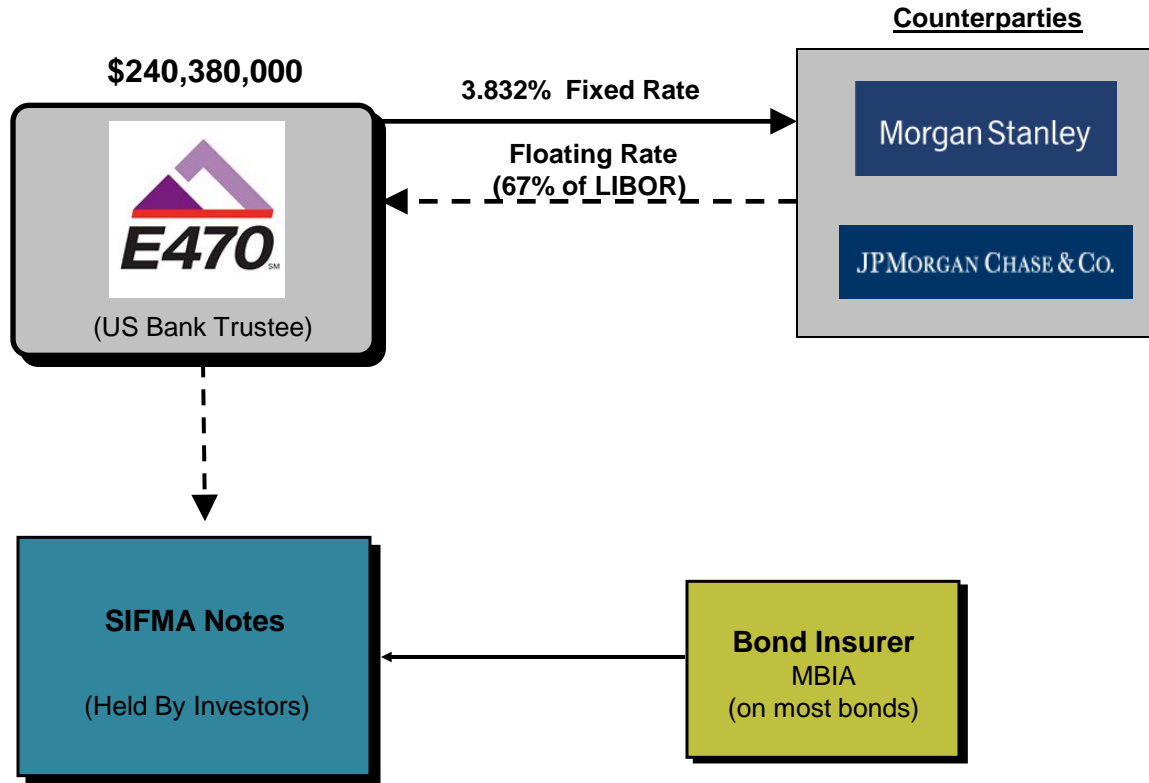 Counterparties
$240,380,000
3.832% Fixed Rate
Morgan Stanley
Floating Rate
(67% of LIBOR)
E470
SM
JPMORGAN CHASE & CO.
(US Bank Trustee)
SIFMA Notes
(Held By Investors)
Bond Insurer
MBIA
(on most bonds)